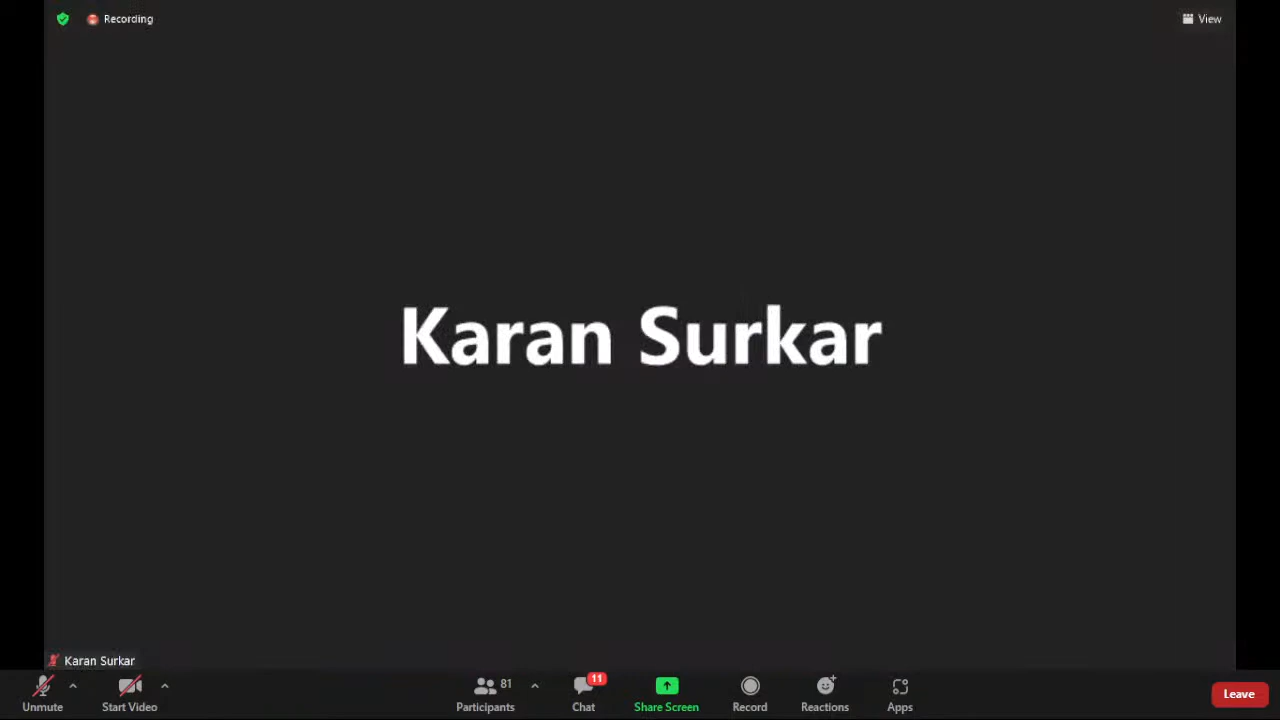 Recording
View
Karan Surkar
Karan Surkar
81
11
Unmute
Start Video
Participants
Chat
Share Screen
Record
Reactions
Apps
Leave